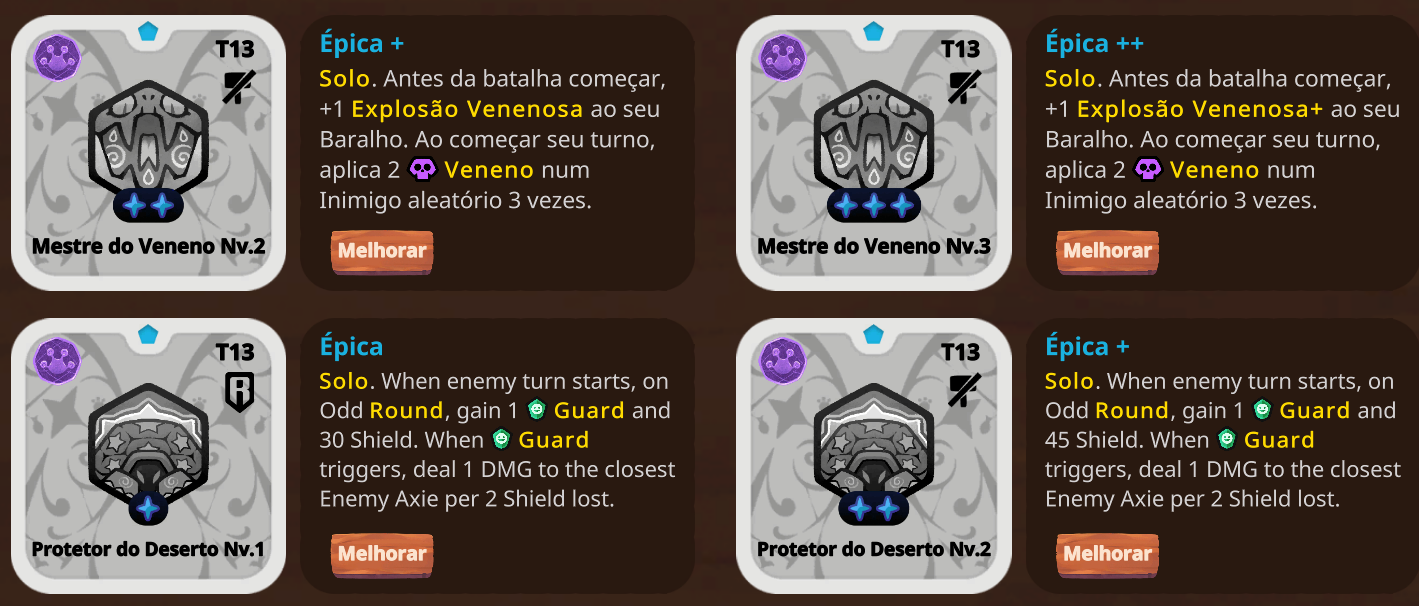 T13
Mestre do Veneno Nv.2
Épica +
Solo. Antes da batalha começar,
+1 Explosão Venenosa ao seu
Baralho. Ao começar seu turno,
aplica 2 Veneno num
Inimigo aleatório 3 vezes.
Melhorar
T13
Mestre do Veneno Nv.3
Épica ++
Solo. Antes da batalha começar,
+1 Explosão Venenosa+ ao seu
Baralho. Ao começar seu turno,
aplica 2 Veneno num
Inimigo aleatório 3 vezes.
Melhorar
T13
R
Protetor do Deserto Nv.1
Épica
Solo. When enemy turn starts, on
Odd Round, gain 1 Guard and
30 Shield. When Guard
triggers, deal 1 DMG to the closest
Enemy Axie per 2 Shield lost.
Melhorar
T13
Protetor do Deserto Nv.2
Épica +
Solo. When enemy turn starts, on
Odd Round, gain 1 Guard and
45 Shield. When Guard
triggers, deal 1 DMG to the closest
Enemy Axie per 2 Shield lost.
Melhorar